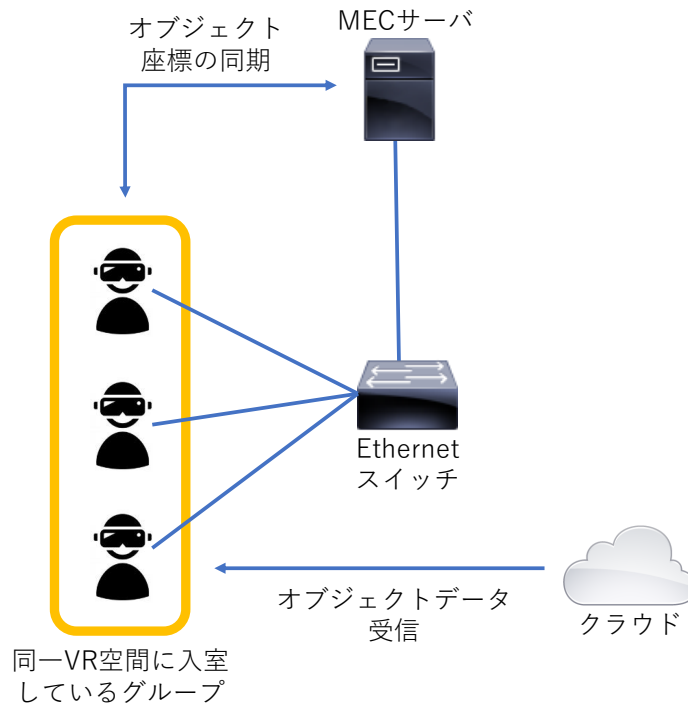 オブジェクト
座標の同期
MECサーバ
Ethernet
スイッチ
オブジェクトデータ
受信
クラウド
同一VR空間に入室
しているグループ